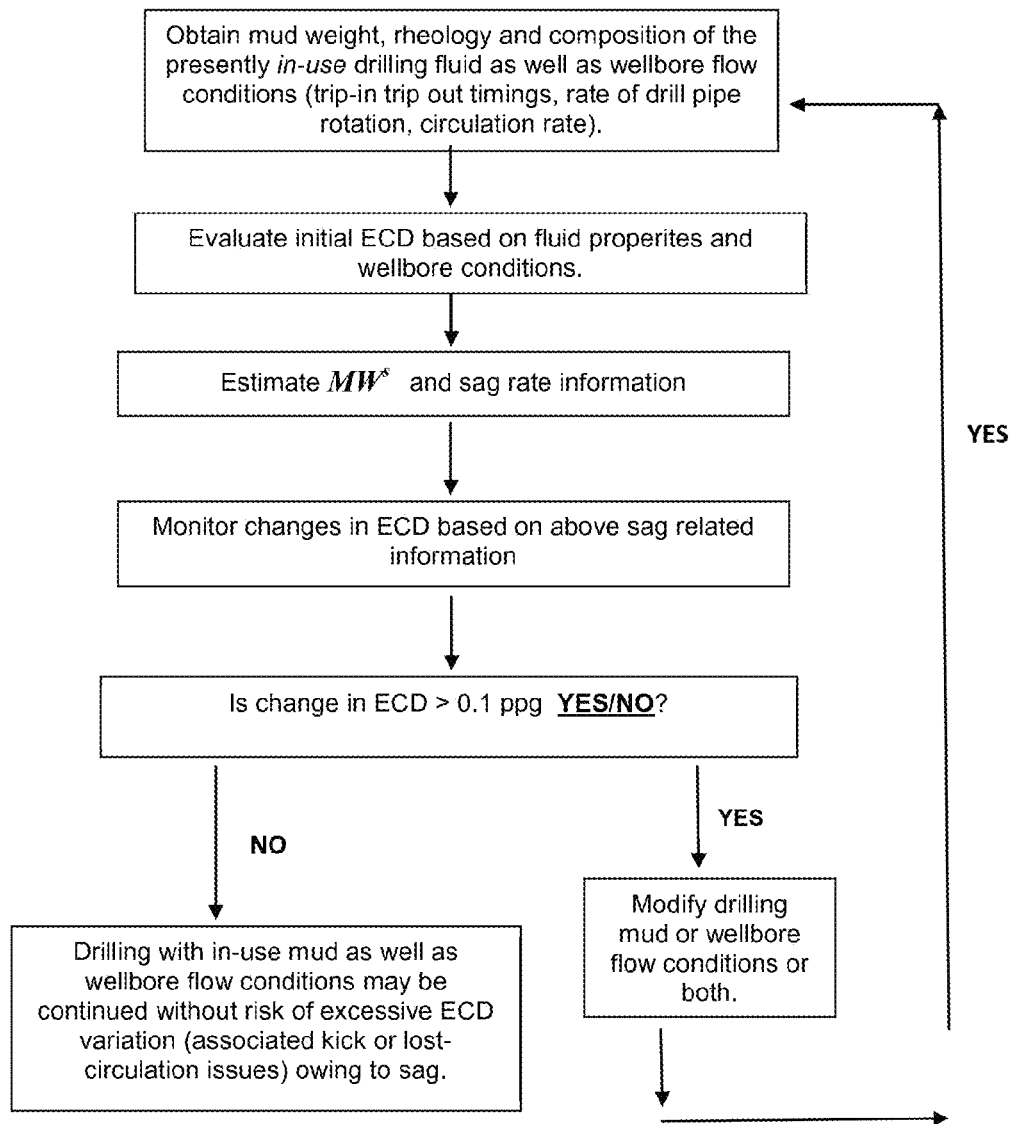 Obtain mud weight, rheology and composition of the
presently in-use drilling fluid as well as wellbore flow
conditions (trip-in trip out timings, rate of drill pipe
rotation, circulation rate).
Evaluate initial ECD based on fluid properites and
wellbore conditions.
Estimate MWˢ and sag rate information
YES
Monitor changes in ECD based on above sag related
information
Is change in ECD > 0.1 ppg YES/NO?
NO
YES
Drilling with in-use mud as well as
wellbore flow conditions may be
continued without risk of excessive ECD
variation (associated kick or lost-
circulation issues) owing to sag.
Modify drilling
mud or wellbore
flow conditions or
both.